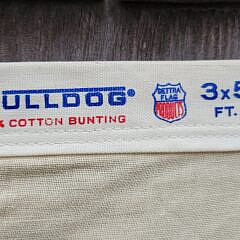 ULLDOG®
% COTTON BUNTING
DETTRA
FLAG
PRODUCTS
3x5
FT.